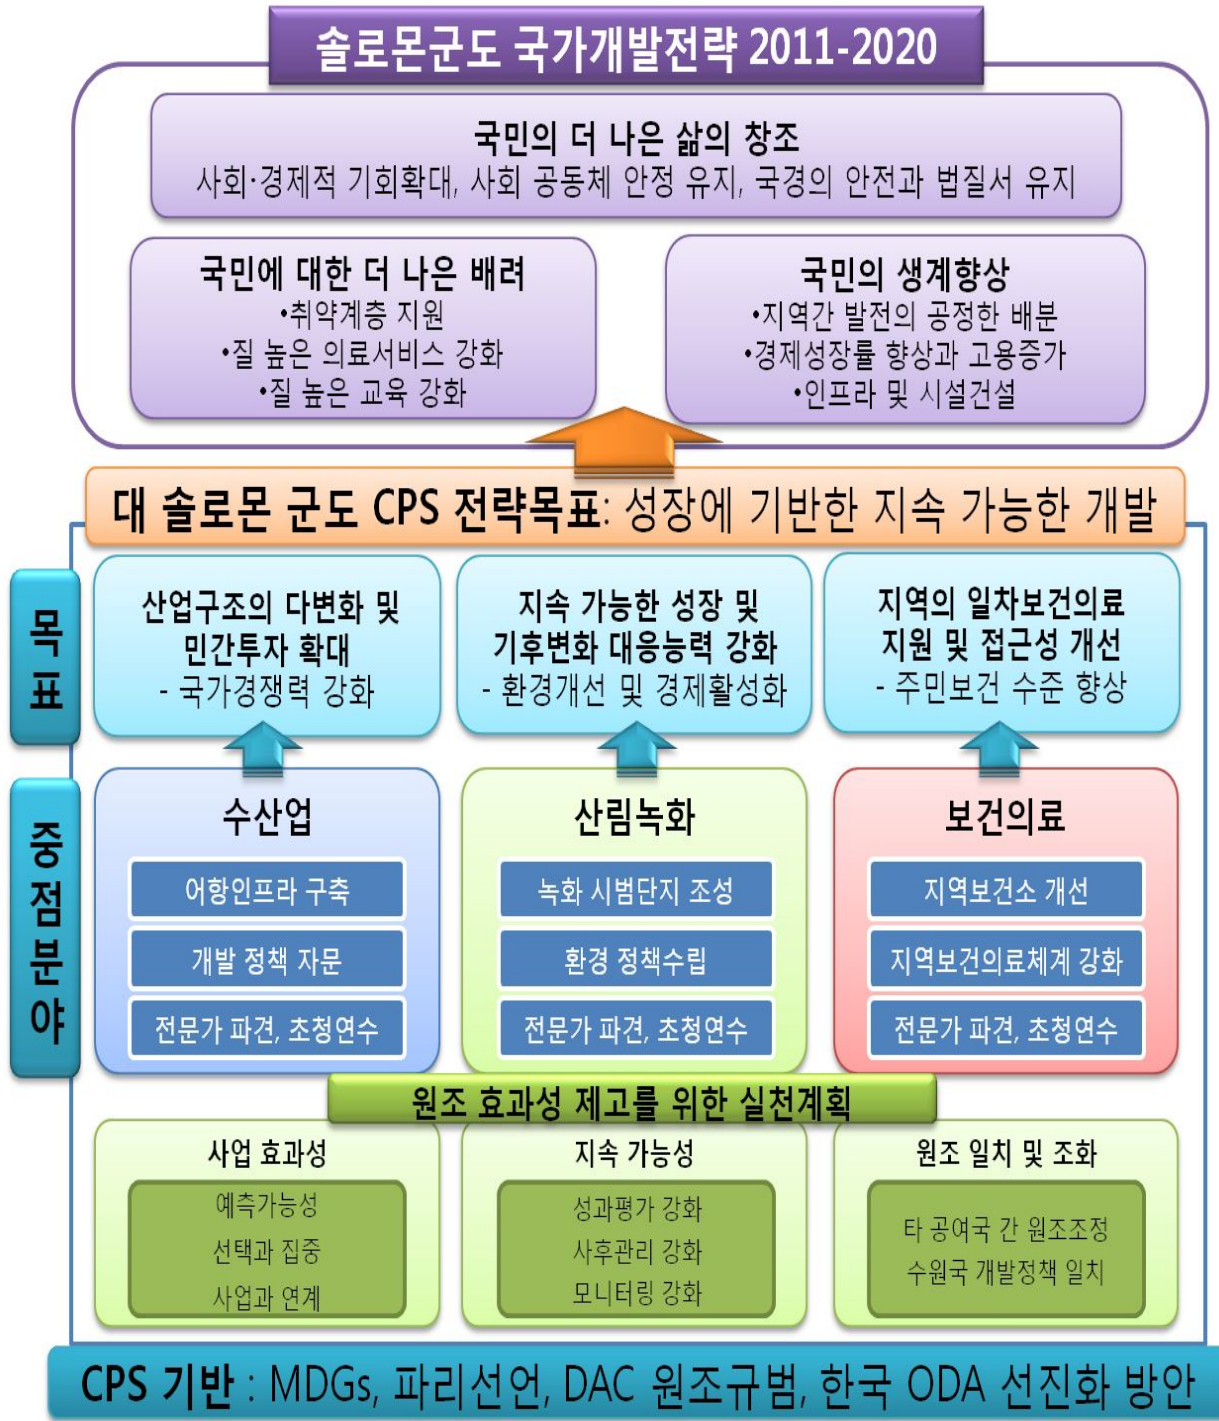 솔로몬군도 국가개발전략 2011-2020
국민의 더 나은 삶의 창조
사회·경제적 기회확대, 사회 공동체 안정 유지, 국경의 안전과 법질서 유지
국민에 대한 더 나은 배려
•취약계층 지원
•질 높은 의료서비스 강화
•질 높은 교육 강화
국민의 생계향상
•지역간 발전의 공정한 배분
•경제성장률 향상과 고용증가
•인프라 및 시설건설
대 솔로몬 군도 CPS 전략목표: 성장에 기반한 지속 가능한 개발
목표
산업구조의 다변화 및
민간투자 확대
- 국가경쟁력 강화
지속 가능한 성장 및
기후변화 대응능력 강화
- 환경개선 및 경제활성화
지역의 일차보건의료
지원 및 접근성 개선
- 주민보건 수준 향상
중점분야
수산업
어항인프라 구축
개발 정책 자문
전문가 파견, 초청연수
산림녹화
녹화 시범단지 조성
환경 정책수립
전문가 파견, 초청연수
보건의료
지역보건소 개선
지역보건의료체계 강화
전문가 파견, 초청연수
원조 효과성 제고를 위한 실천계획
사업 효과성
예측가능성
선택과 집중
사업과 연계
지속 가능성
성과평가 강화
사후관리 강화
모니터링 강화
원조 일치 및 조화
타 공여국 간 원조조정
수원국 개발정책 일치
CPS 기반 : MDGs, 파리선언, DAC 원조규범, 한국 ODA 선진화 방안